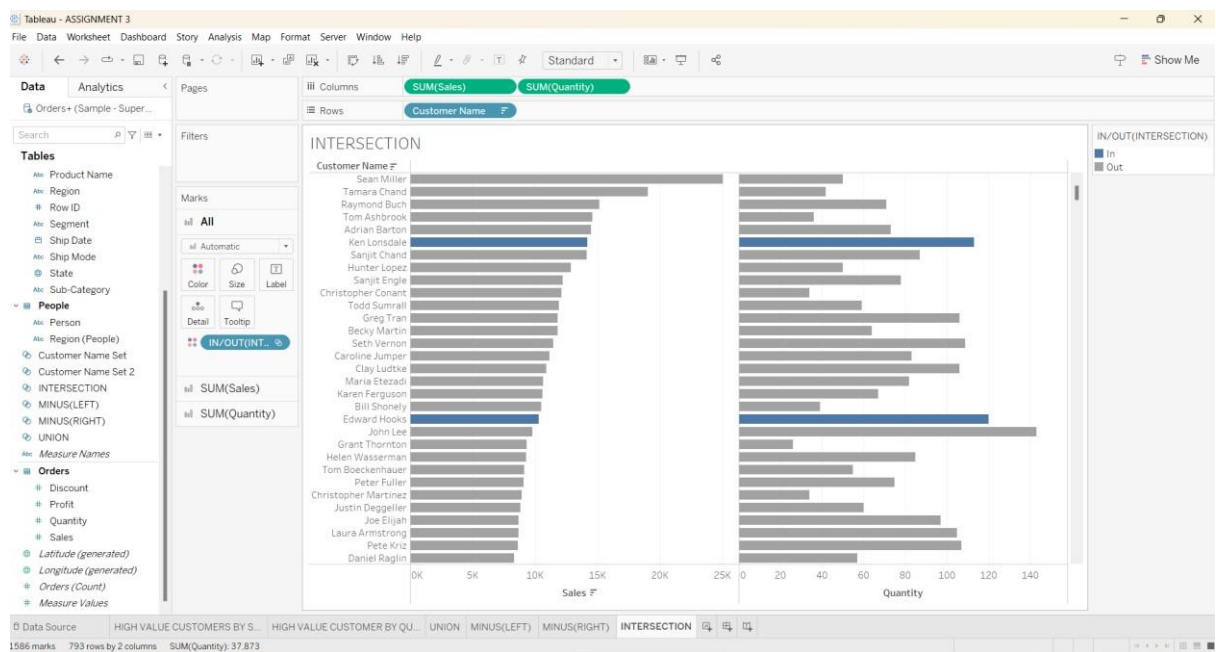 Tableau - ASSIGNMENT 3
File Data Worksheet Dashboard Story Analysis Map Format Server Window Help
Standard
Show Me
Data Analytics
Orders+ (Sample - Super...
Search
Tables
Abc Product Name
Abc Region
# Row ID
Abc Segment
Ship Date
Abc Ship Mode
State
Abc Sub-Category
People
Abc Person
Abc Region (People)
Customer Name Set
Customer Name Set 2
INTERSECTION
MINUS(LEFT)
MINUS(RIGHT)
UNION
Abc Measure Names
Orders
# Discount
# Profit
# Quantity
# Sales
Latitude (generated)
Longitude (generated)
# Orders (Count)
# Measure Values
Pages
Filters
Marks
All
Automatic
Color Size Label
Detail Tooltip
IN/OUT(INT..
SUM(Sales)
SUM(Quantity)
Columns SUM(Sales) SUM(Quantity)
Rows Customer Name
INTERSECTION
Customer Name
Sean Miller
Tamara Chand
Raymond Buch
Tom Ashbrook
Adrian Barton
Ken Lonsdale
Sanjit Chand
Hunter Lopez
Sanjit Engle
Christopher Conant
Todd Sumrall
Greg Tran
Becky Martin
Seth Vernon
Caroline Jumper
Clay Ludtke
Maria Etezadi
Karen Ferguson
Bill Shonely
Edward Hooks
John Lee
Grant Thornton
Helen Wasserman
Tom Boeckenhauer
Peter Fuller
Christopher Martinez
Justin Deggeller
Joe Elijah
Laura Armstrong
Pete Kriz
Daniel Raglin
0K 5K 10K 15K 20K 25K 0 20 40 60 80 100 120 140
Sales Quantity
IN/OUT(INTERSECTION)
In
Out
Data Source HIGH VALUE CUSTOMERS BY S... HIGH VALUE CUSTOMER BY QU... UNION MINUS(LEFT) MINUS(RIGHT) INTERSECTION
1586 marks 793 rows by 2 columns SUM(Quantity): 37.873